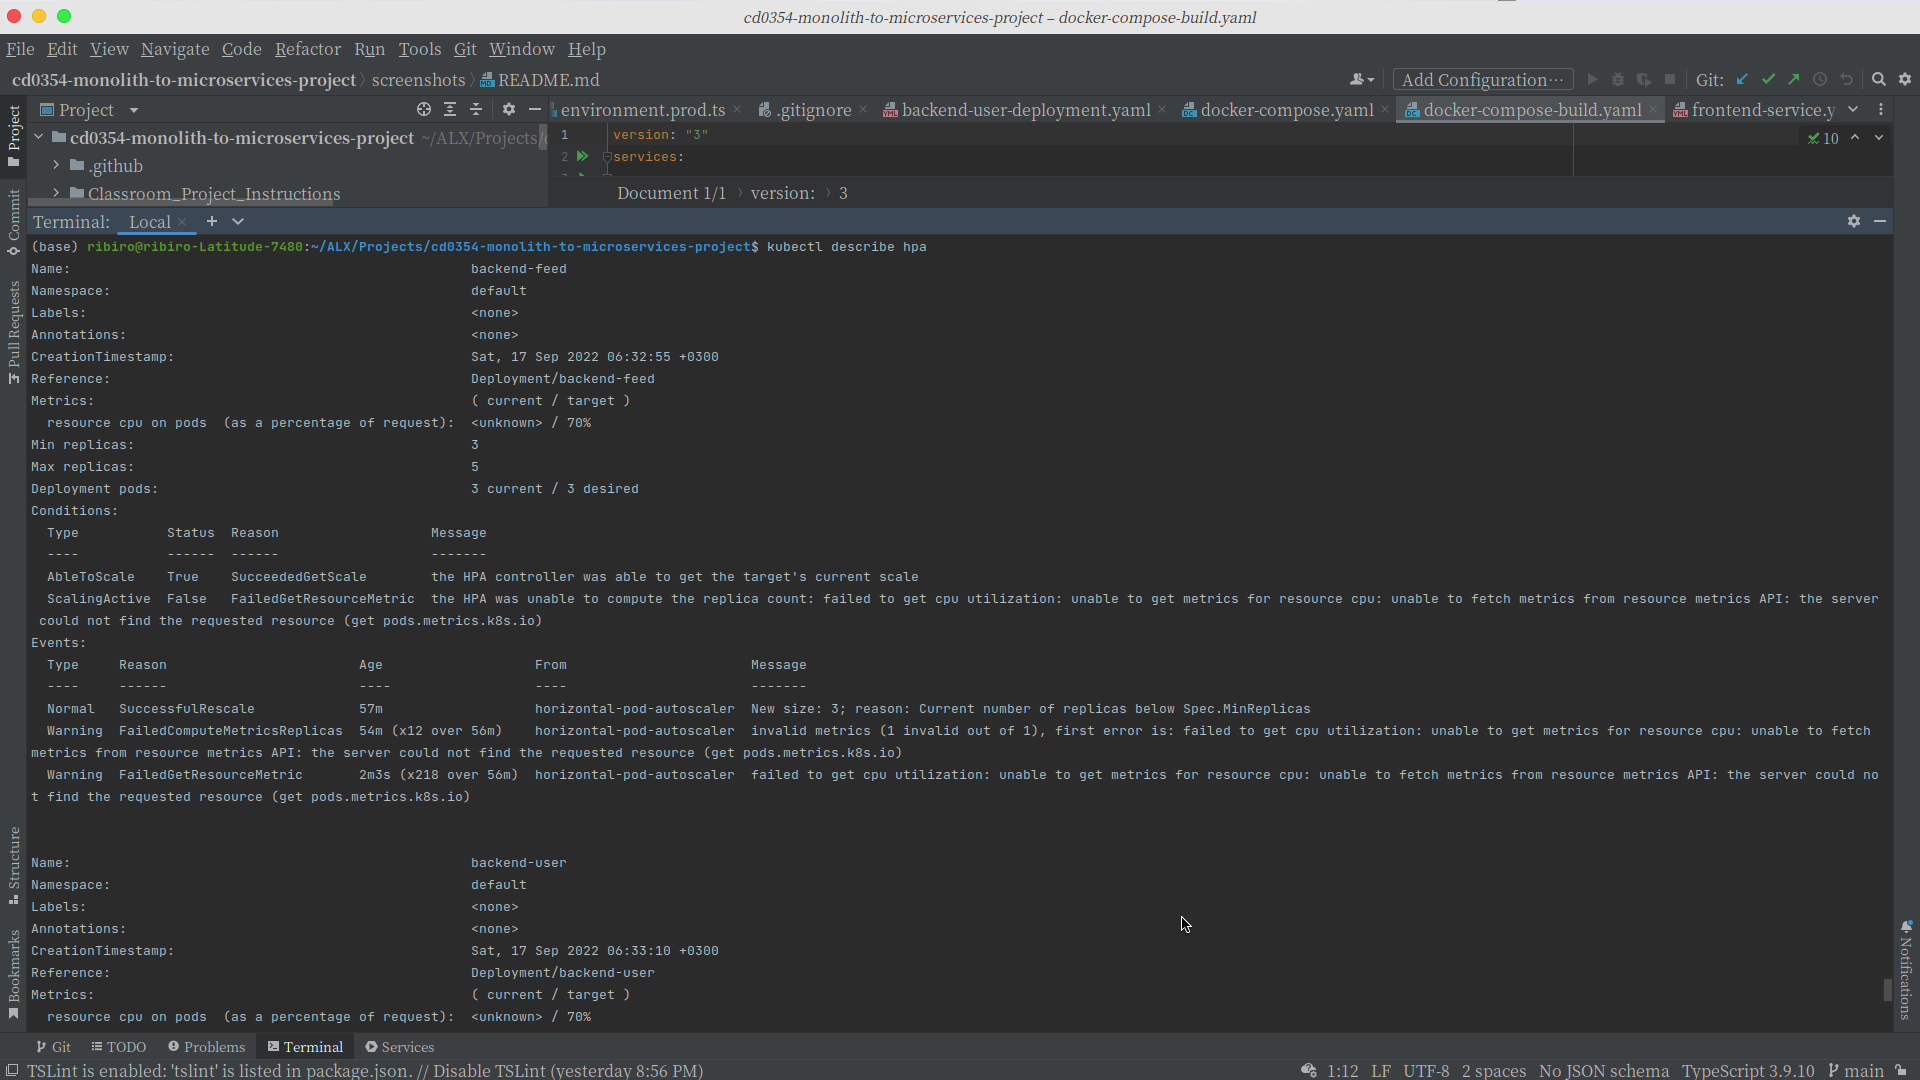 cd0354-monolith-to-microservices-project – docker-compose-build.yaml
File Edit View Navigate Code Refactor Run Tools Git Window Help
cd0354-monolith-to-microservices-project screenshots README.md Add Configuration... Git:
Project environment.prod.ts .gitignore backend-user-deployment.yaml docker-compose.yaml docker-compose-build.yaml frontend-service.y
cd0354-monolith-to-microservices-project ~/ALX/Projects/
.github
Classroom_Project_Instructions
1 version: "3"
2 services:
10
Document 1/1 version: 3
Terminal: Local
(base) ribiro@ribiro-Latitude-7480:~/ALX/Projects/cd0354-monolith-to-microservices-project$ kubectl describe hpa
Name: backend-feed
Namespace: default
Labels: <none>
Annotations: <none>
CreationTimestamp: Sat, 17 Sep 2022 06:32:55 +0300
Reference: Deployment/backend-feed
Metrics: ( current / target )
resource cpu on pods (as a percentage of request): <unknown> / 70%
Min replicas: 3
Max replicas: 5
Deployment pods: 3 current / 3 desired
Conditions:
Type Status Reason Message
---- ------ ------ -------
AbleToScale True SucceededGetScale the HPA controller was able to get the target's current scale
ScalingActive False FailedGetResourceMetric the HPA was unable to compute the replica count: failed to get cpu utilization: unable to get metrics for resource cpu: unable to fetch metrics from resource metrics API: the server
could not find the requested resource (get pods.metrics.k8s.io)
Events:
Type Reason Age From Message
---- ------ ---- ---- -------
Normal SuccessfulRescale 57m horizontal-pod-autoscaler New size: 3; reason: Current number of replicas below Spec.MinReplicas
Warning FailedComputeMetricsReplicas 54m (x12 over 56m) horizontal-pod-autoscaler invalid metrics (1 invalid out of 1), first error is: failed to get cpu utilization: unable to get metrics for resource cpu: unable to fetch
metrics from resource metrics API: the server could not find the requested resource (get pods.metrics.k8s.io)
Warning FailedGetResourceMetric 2m3s (x218 over 56m) horizontal-pod-autoscaler failed to get cpu utilization: unable to get metrics for resource cpu: unable to fetch metrics from resource metrics API: the server could no
t find the requested resource (get pods.metrics.k8s.io)
Name: backend-user
Namespace: default
Labels: <none>
Annotations: <none>
CreationTimestamp: Sat, 17 Sep 2022 06:33:10 +0300
Reference: Deployment/backend-user
Metrics: ( current / target )
resource cpu on pods (as a percentage of request): <unknown> / 70%
Project
Commit
Pull Requests
Structure
Bookmarks
Notifications
Git TODO Problems Terminal Services
TSLint is enabled: 'tslint' is listed in package.json. // Disable TSLint (yesterday 8:56 PM) 1:12 LF UTF-8 2 spaces No JSON schema TypeScript 3.9.10 main